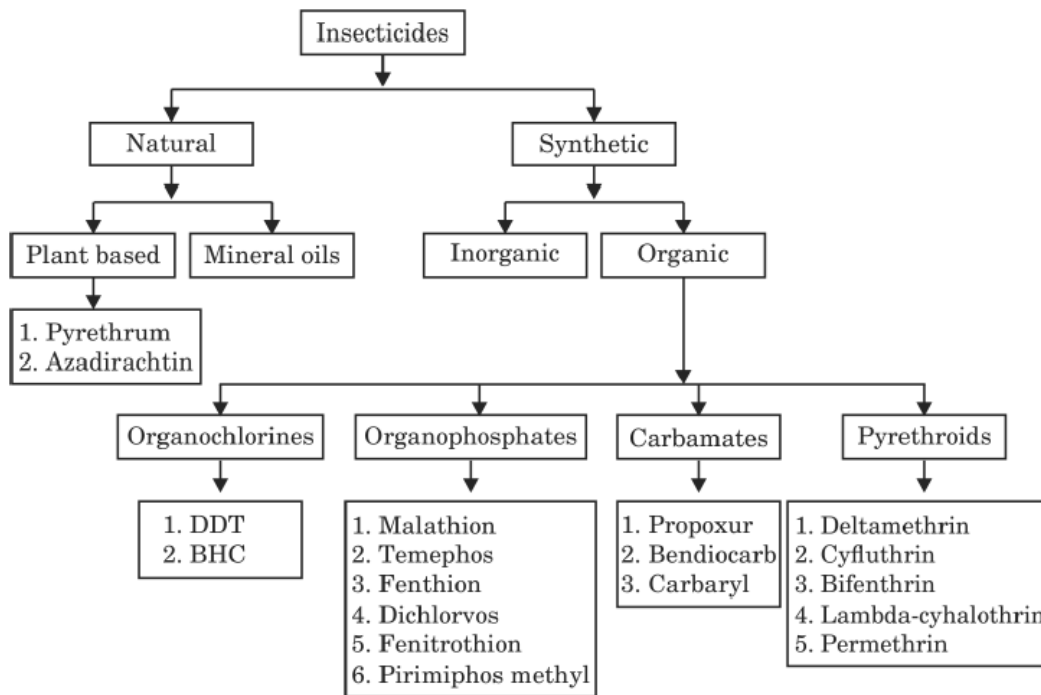 Insecticides
Natural
Synthetic
Plant based
Mineral oils
Inorganic
Organic
1. Pyrethrum
2. Azadirachtin
Organochlorines
Organophosphates
Carbamates
Pyrethroids
1. DDT
2. BHC
1. Malathion
2. Temephos
3. Fenthion
4. Dichlorvos
5. Fenitrothion
6. Pirimiphos methyl
1. Propoxur
2. Bendiocarb
3. Carbaryl
1. Deltamethrin
2. Cyfluthrin
3. Bifenthrin
4. Lambda-cyhalothrin
5. Permethrin